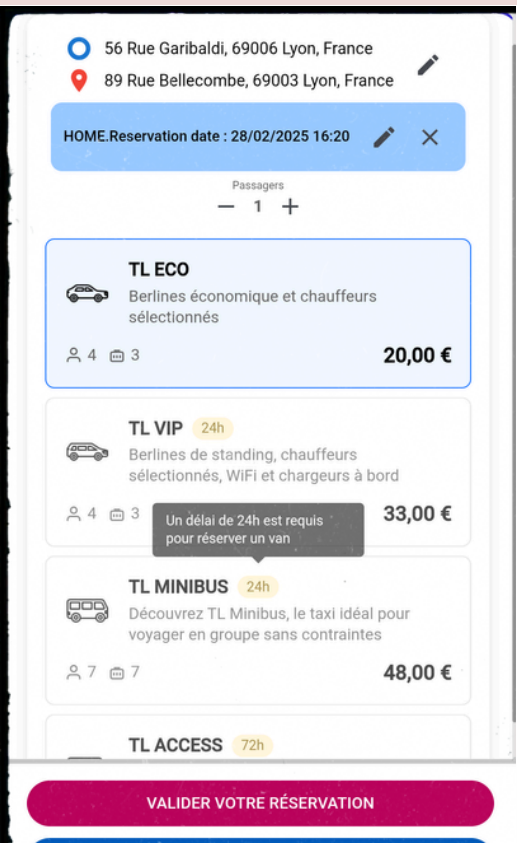 56 Rue Garibaldi, 69006 Lyon, France
89 Rue Bellecombe, 69003 Lyon, France
HOME.Reservation date : 28/02/2025 16:20
Passagers
1
TL ECO
Berlines économique et chauffeurs
sélectionnés
4 3
20,00 €
TL VIP 24h
Berlines de standing, chauffeurs
sélectionnés, WiFi et chargeurs à bord
4 3
33,00 €
Un délai de 24h est requis
pour réserver un van
TL MINIBUS 24h
Découvrez TL Minibus, le taxi idéal pour
voyager en groupe sans contraintes
7 7
48,00 €
TL ACCESS 72h
VALIDER VOTRE RÉSERVATION